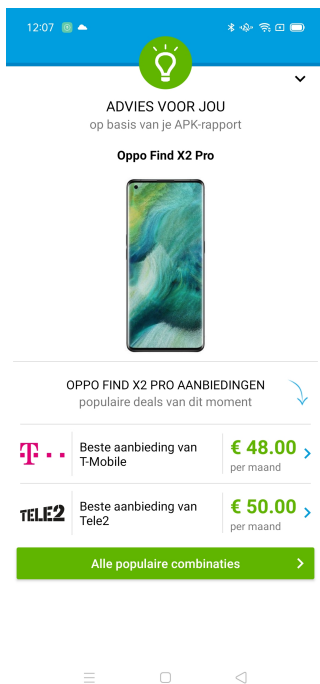 12:07
ADVIES VOOR JOU
op basis van je APK-rapport
Oppo Find X2 Pro
OPPO FIND X2 PRO AANBIEDINGEN
populaire deals van dit moment
T
Beste aanbieding van
T-Mobile
€ 48.00
per maand
TELE2
Beste aanbieding van
Tele2
€ 50.00
per maand
Alle populaire combinaties